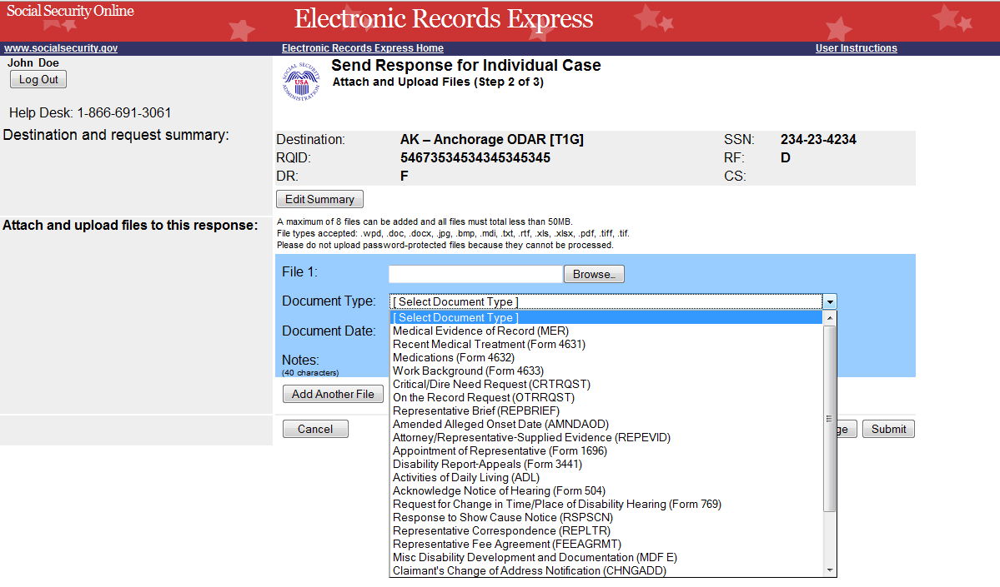 Social Security Online
Electronic Records Express
www.socialsecurity.gov
Electronic Records Express Home
User Instructions
John Doe
Log Out
Help Desk: 1-866-691-3061
SOCIAL SECURITY ADMINISTRATION
USA
Send Response for Individual Case
Attach and Upload Files (Step 2 of 3)
Destination and request summary:
Destination: AK – Anchorage ODAR [T1G] SSN: 234-23-4234
RQID: 54673534534345345345 RF: D
DR: F CS:
Edit Summary
Attach and upload files to this response:
A maximum of 8 files can be added and all files must total less than 50MB.
File types accepted: .wpd, .doc, .docx, .jpg, .bmp, .mdi, .txt, .rtf, .xls, .xlsx, .pdf, .tiff, .tif.
Please do not upload password-protected files because they cannot be processed.
File 1: Browse...
Document Type: [ Select Document Type ]
[ Select Document Type ]
Medical Evidence of Record (MER)
Document Date:
Recent Medical Treatment (Form 4631)
Medications (Form 4632)
Notes:
(40 characters)
Work Background (Form 4633)
Critical/Dire Need Request (CRTRQST)
Add Another File
On the Record Request (OTRRQST)
Representative Brief (REPBRIEF)
Amended Alleged Onset Date (AMNDAOD)
Cancel
ge
Submit
Attorney/Representative-Supplied Evidence (REPEVID)
Appointment of Representative (Form 1696)
Disability Report-Appeals (Form 3441)
Activities of Daily Living (ADL)
Acknowledge Notice of Hearing (Form 504)
Request for Change in Time/Place of Disability Hearing (Form 769)
Response to Show Cause Notice (RSPSCN)
Representative Correspondence (REPLTR)
Representative Fee Agreement (FEEAGRMT)
Misc Disability Development and Documentation (MDF E)
Claimant's Change of Address Notification (CHNGADD)